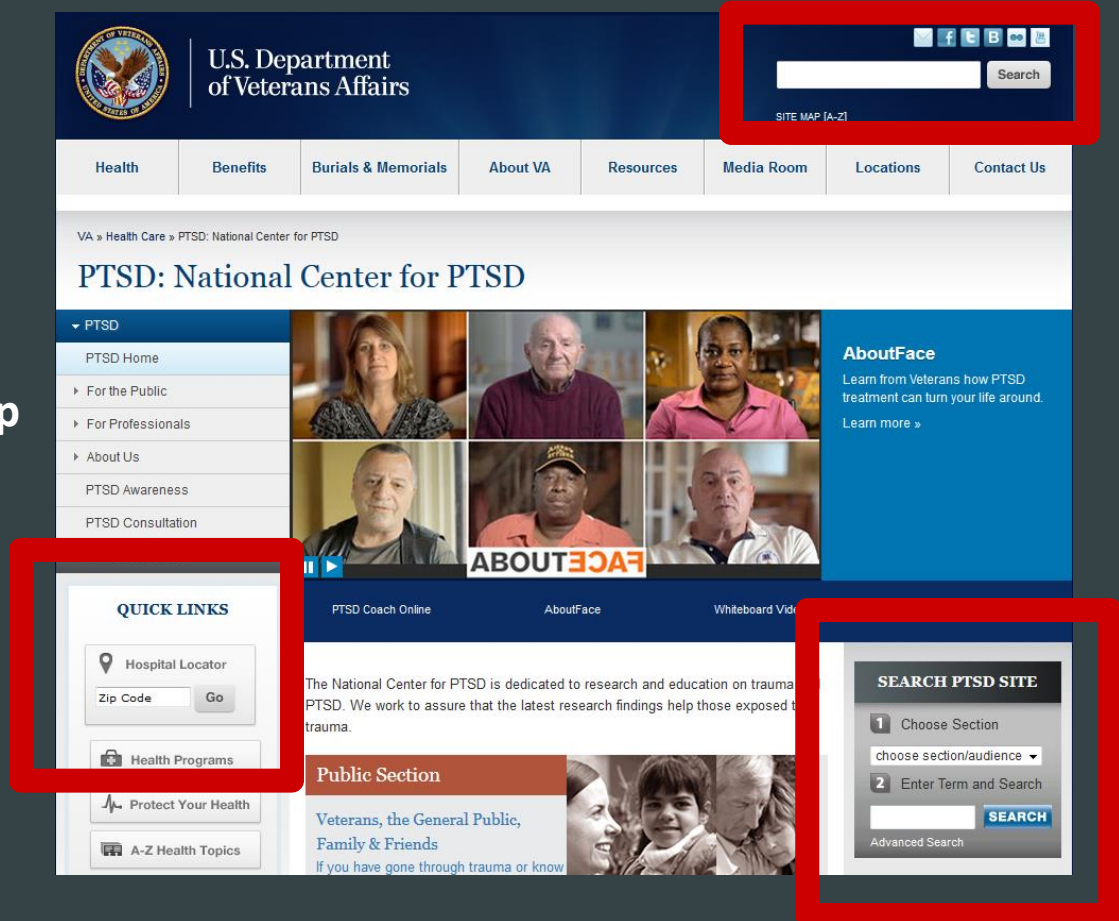 U.S. Department
of Veterans Affairs
Search
SITE MAP [A-Z]
Health
Benefits
Burials & Memorials
About VA
Resources
Media Room
Locations
Contact Us
VA » Health Care » PTSD: National Center for PTSD
PTSD: National Center for PTSD
PTSD
PTSD Home
For the Public
For Professionals
About Us
PTSD Awareness
PTSD Consultation
ABOUTFACE
AboutFace
Learn from Veterans how PTSD
treatment can turn your life around.
Learn more »
p
PTSD Coach Online
AboutFace
Whiteboard
QUICK LINKS
Hospital Locator
Zip Code
Go
Health Programs
Protect Your Health
A-Z Health Topics
The National Center for PTSD is dedicated to research and education on trauma
PTSD. We work to assure that the latest research findings help those exposed
trauma.
Public Section
Veterans, the General Public,
Family & Friends
If you have gone through trauma or know
SEARCH PTSD SITE
1 Choose Section
choose section/audience
2 Enter Term and Search
SEARCH
Advanced Search